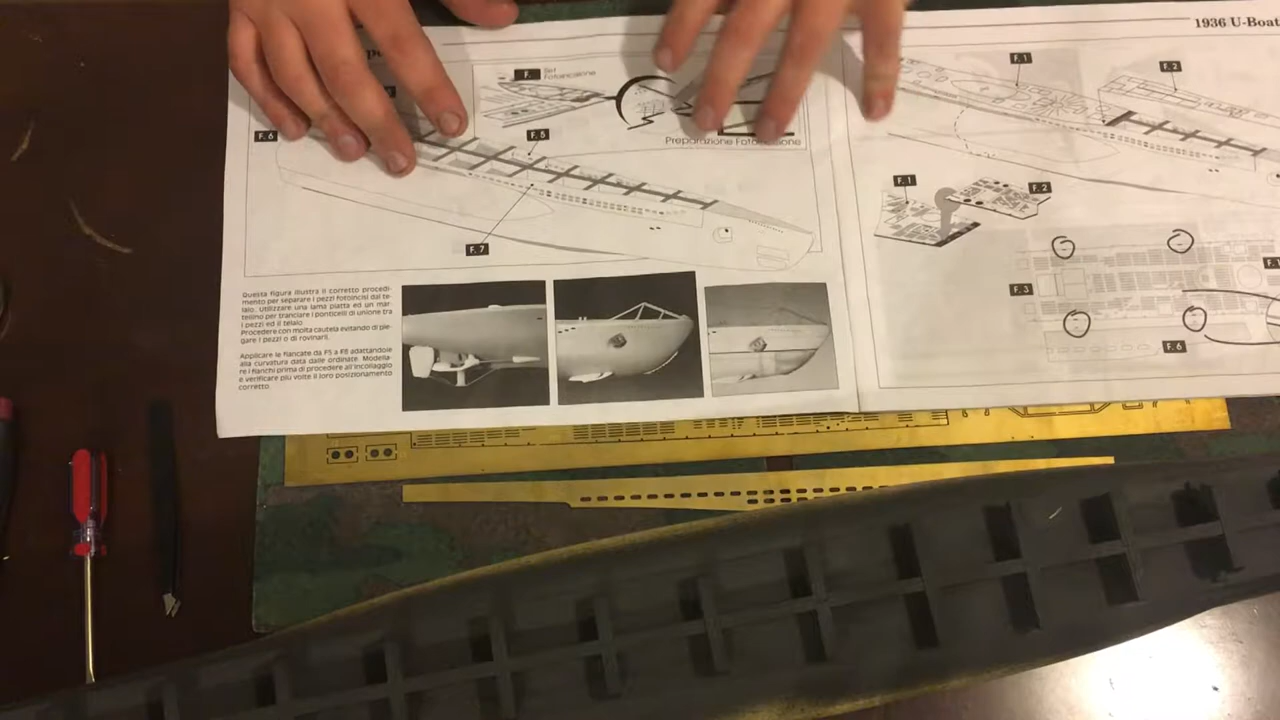 1936 U-Boat
F.
Set
Fotoincisione
F. 6
F. 5
Preparazione Fotoincisione
F. 7
Questa figura illustra il corretto procedi-
mento per separare i pezzi fotoincisi dal te-
laio. Utilizzare una lama piatta ed un mar-
tellino per tranciare i ponticelli di unione tra
i pezzi ed il telaio.
Procedere con molta cautela evitando di pie-
gare i pezzi o di rovinarli.
Applicare le fiancate da F5 a F8 adattandole
alla curvatura data dalle ordinate. Modella-
re i fianchi prima di procedere all'incollaggio
e verificare più volte il loro posizionamento
corretto.
F. 1
F. 2
F. 1
F. 2
F. 3
F. 1
F. 6